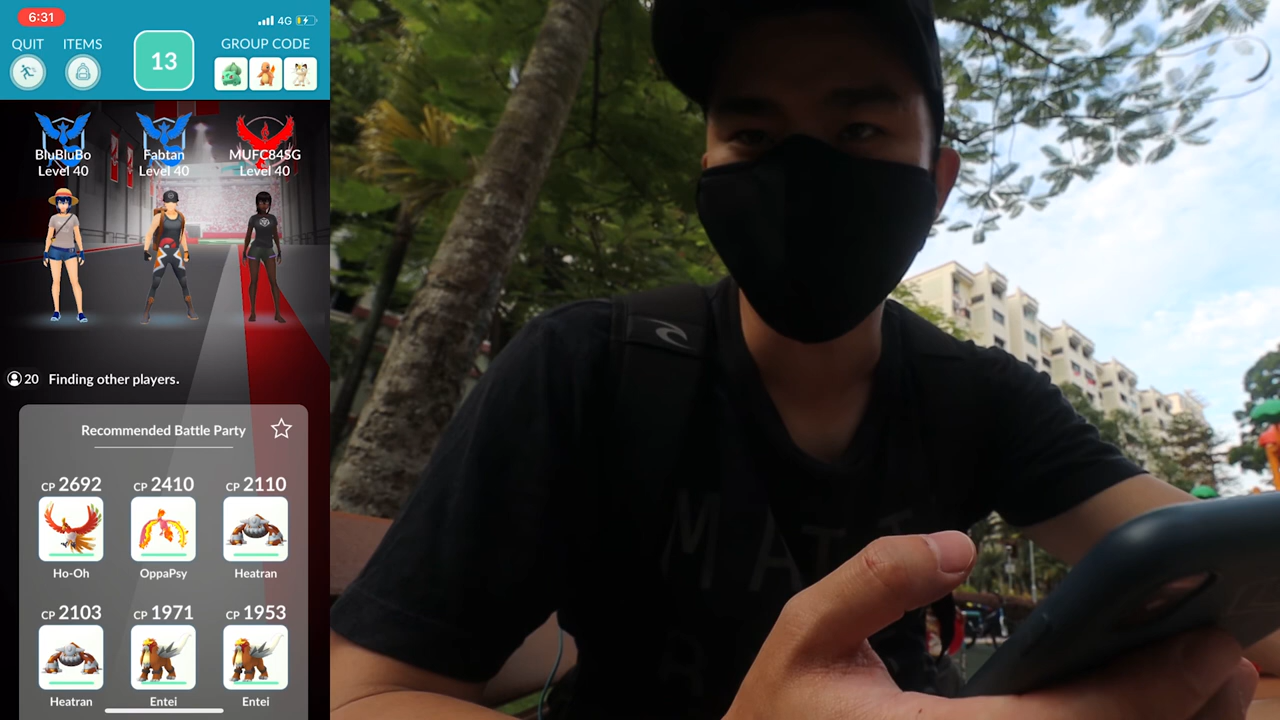 6:31
4G
QUIT
ITEMS
13
GROUP CODE
BluBluBo
Level 40
Fabtan
Level 40
MUFC84SG
Level 40
20 Finding other players.
Recommended Battle Party
CP 2692
CP 2410
CP 2110
Ho-Oh
OppaPsy
Heatran
CP 2103
CP 1971
CP 1953
Heatran
Entei
Entei